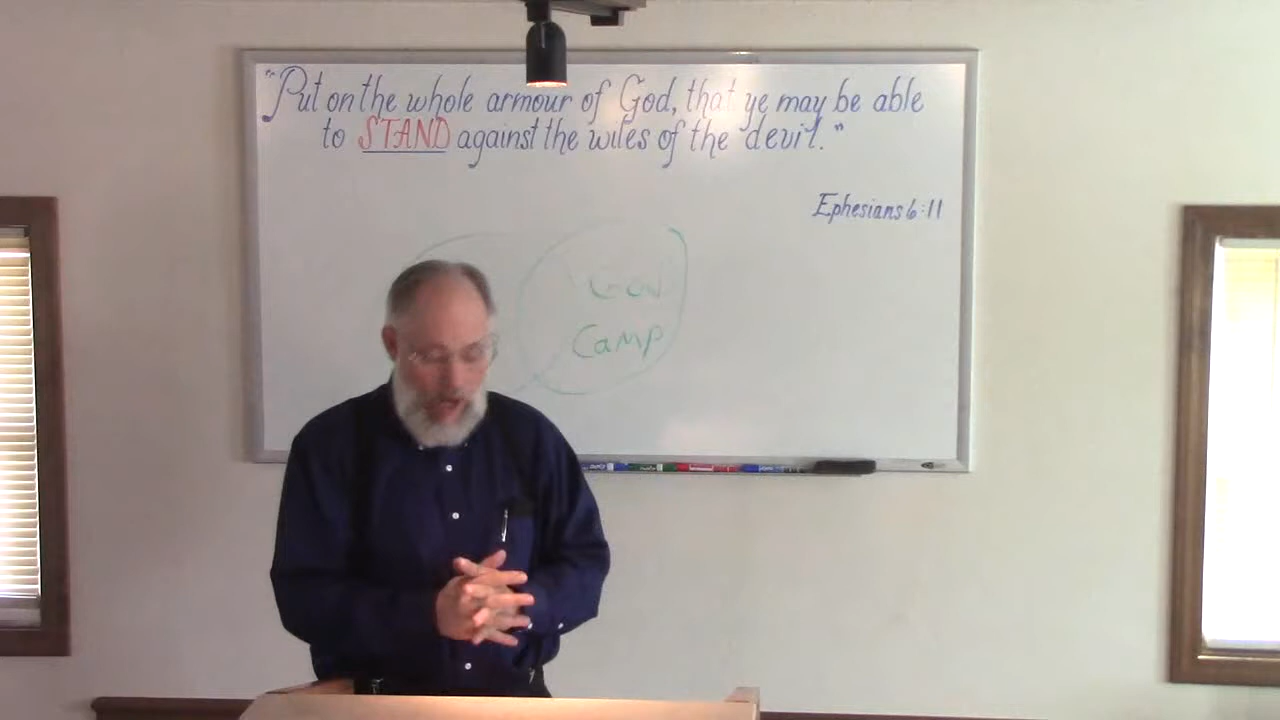 "Put on the whole armour of God, that ye may be able
to STAND against the wiles of the devil."
Ephesians 6:11
God
Camp